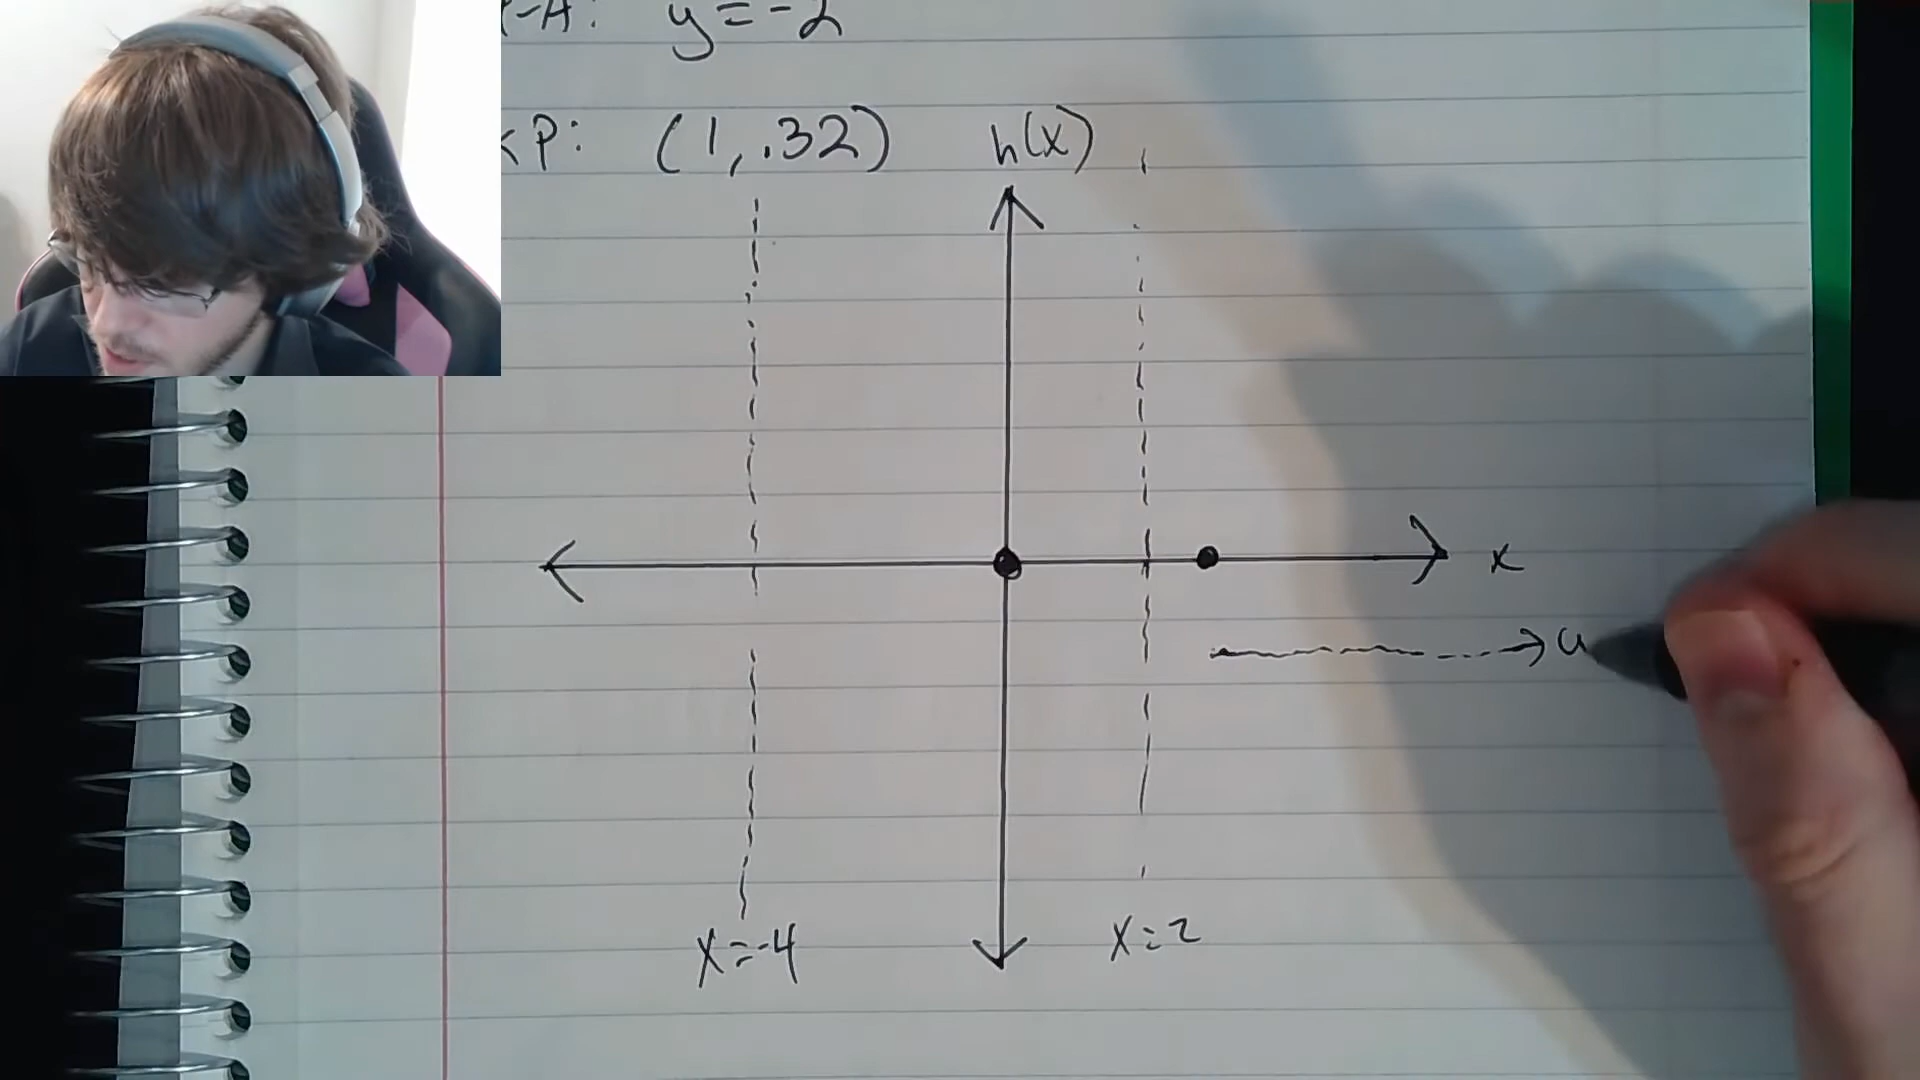 -A: y=-2
P: (1,.32) h(x)
x
x=-4 x=2